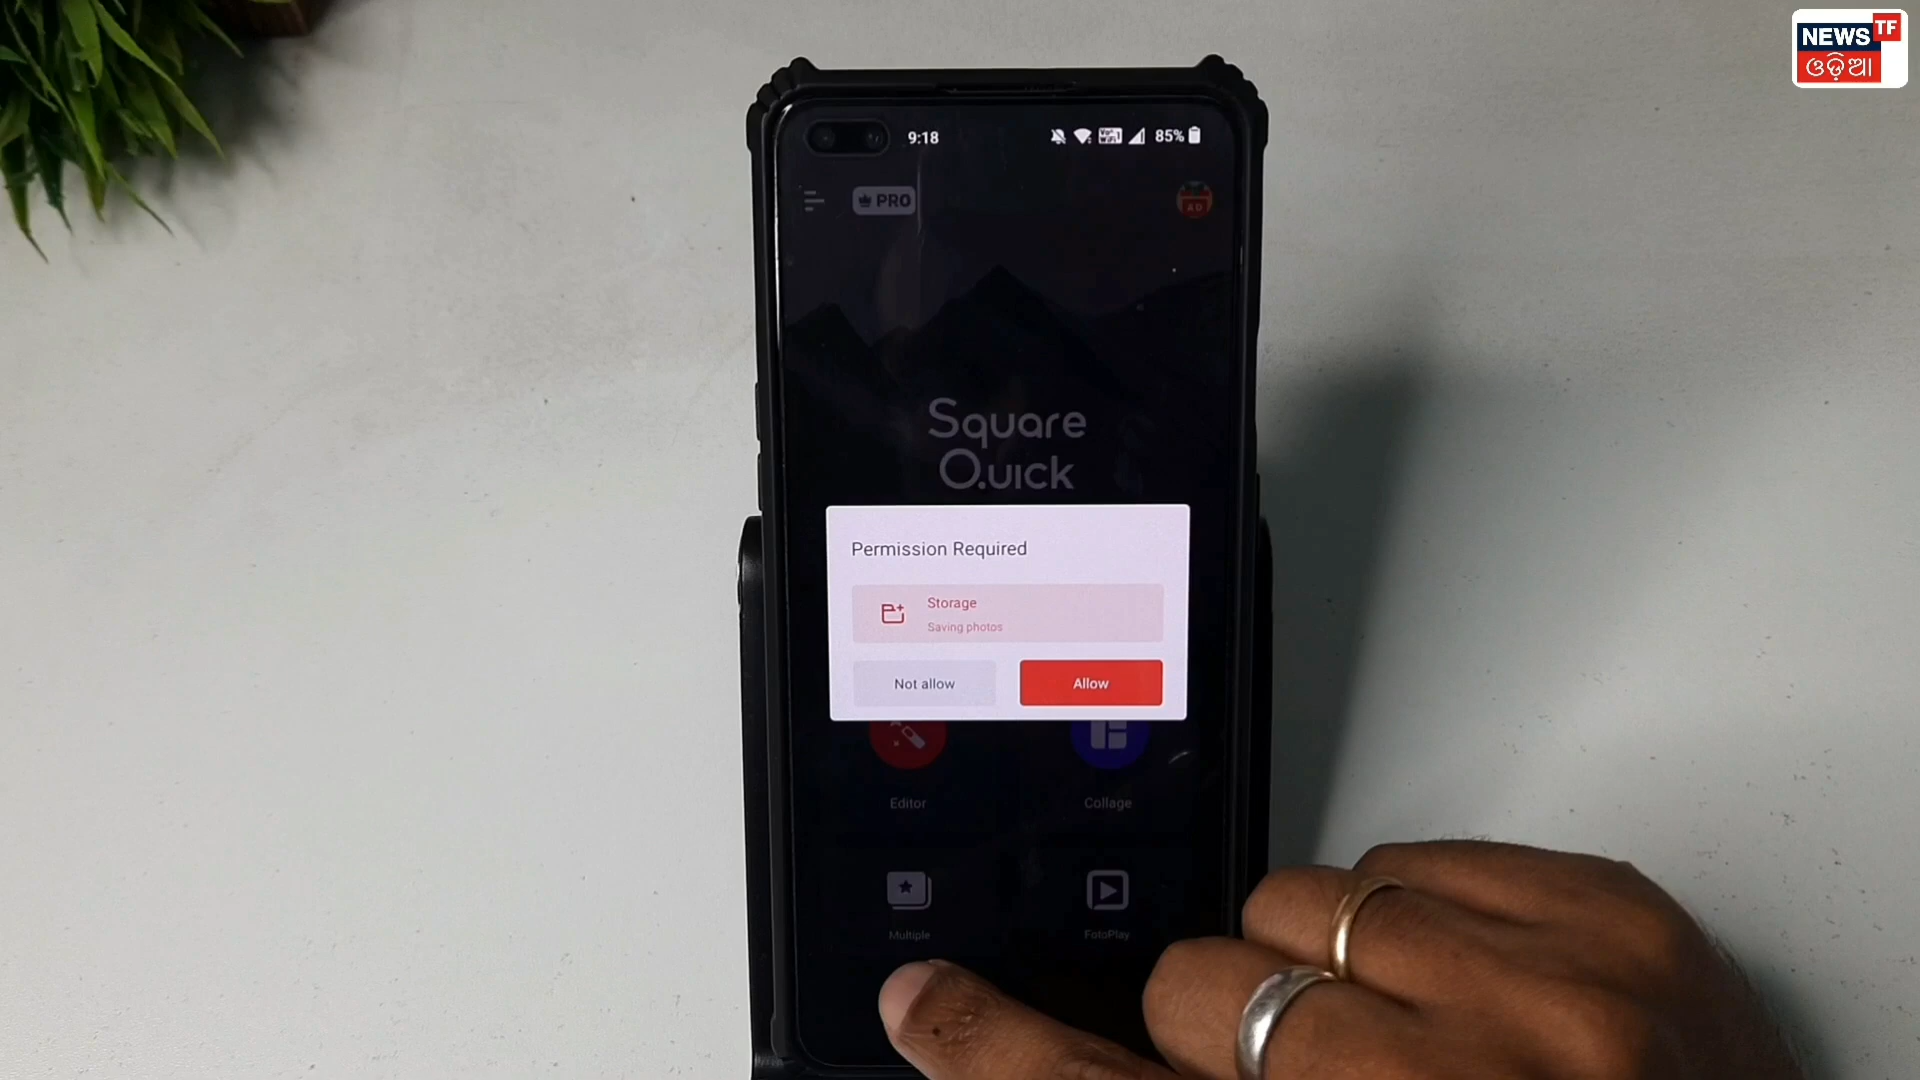 NEWS TF
ଓଡ଼ିଆ
9:18
85%
PRO
AD
Square
Quick
Permission Required
Storage
Saving photos
Not allow
Allow
Editor
Collage
Multiple
FotoPlay